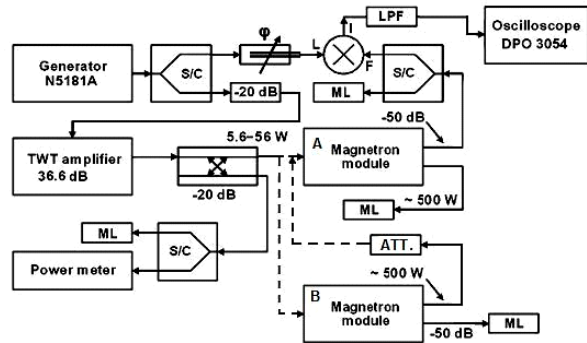 φ
I
LPF
Oscilloscope
DPO 3054
Generator
N5181A
S/C
L
F
S/C
-20 dB
ML
-50 dB
TWT amplifier
36.6 dB
5.6–56 W
A
Magnetron
module
-20 dB
~ 500 W
ML
ML
S/C
ATT.
Power meter
~ 500 W
B
Magnetron
module
-50 dB
ML